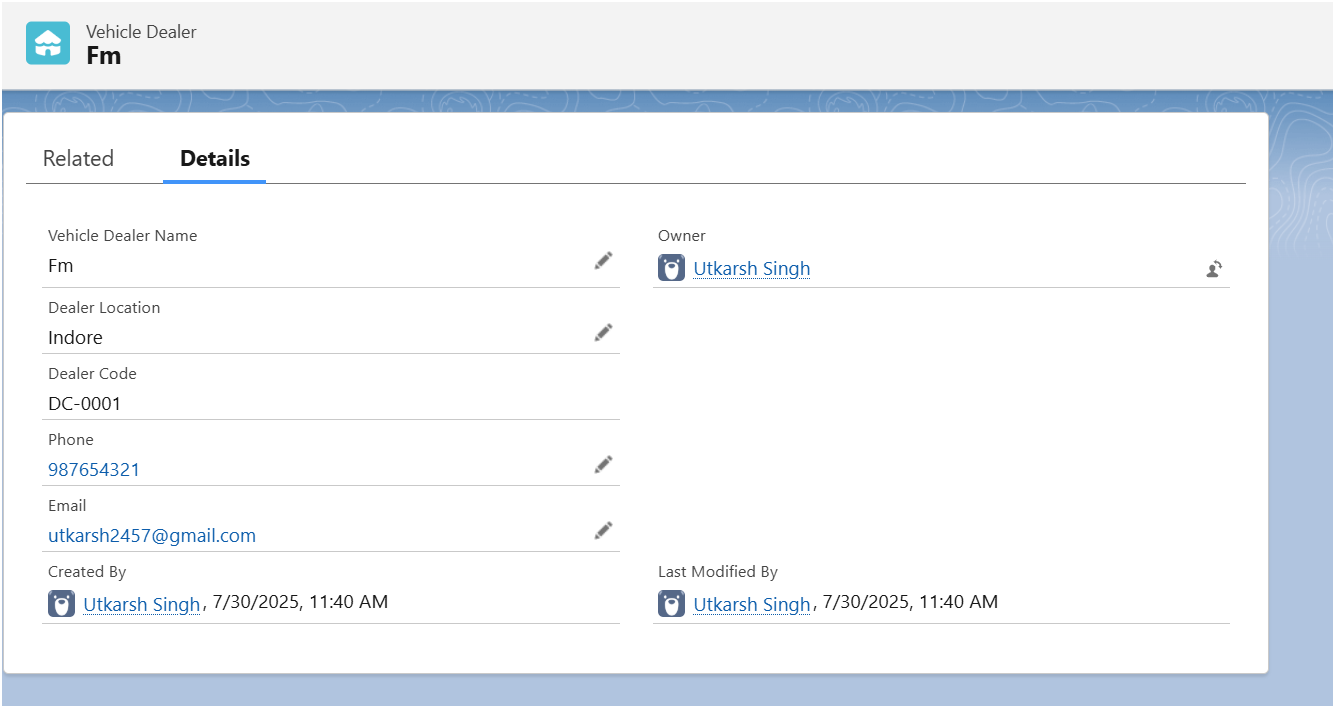 Vehicle Dealer
Fm
Related Details
Vehicle Dealer Name
Fm
Owner
Utkarsh Singh
Dealer Location
Indore
Dealer Code
DC-0001
Phone
987654321
Email
utkarsh2457@gmail.com
Created By
Utkarsh Singh, 7/30/2025, 11:40 AM
Last Modified By
Utkarsh Singh, 7/30/2025, 11:40 AM